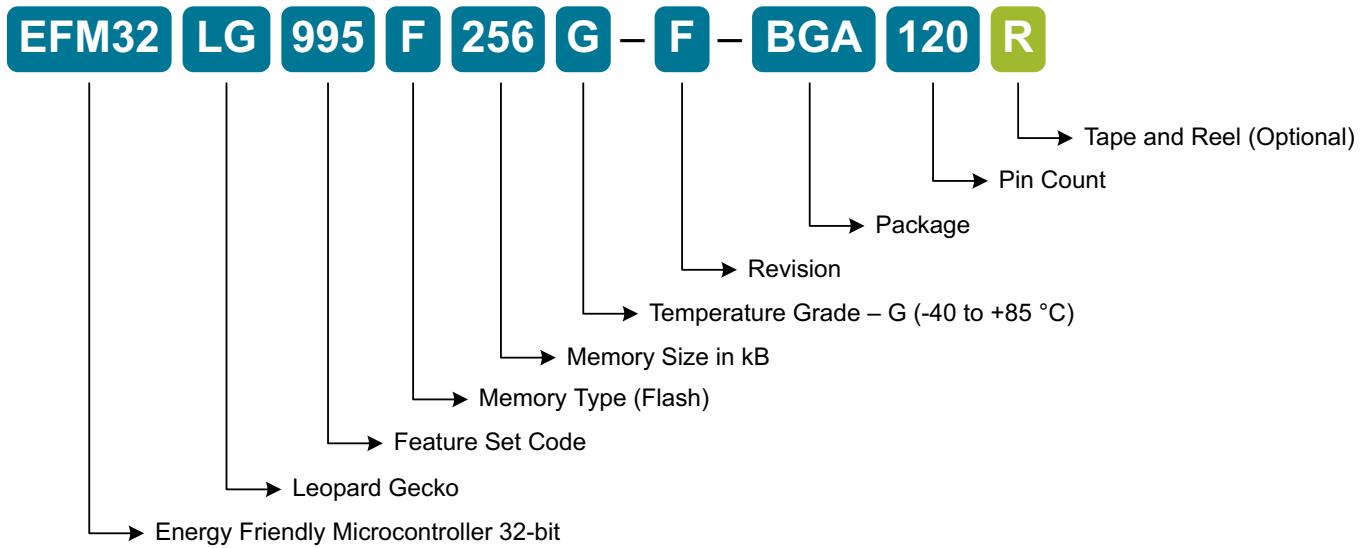 EFM32 LG 995 F 256 G – F – BGA 120 R
Tape and Reel (Optional)
Pin Count
Package
Revision
Temperature Grade – G (-40 to +85 °C)
Memory Size in kB
Memory Type (Flash)
Feature Set Code
Leopard Gecko
Energy Friendly Microcontroller 32-bit